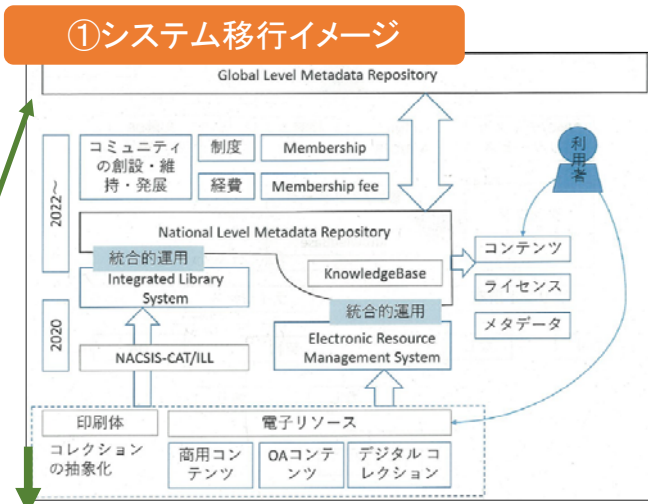 ①システム移行イメージ
Global Level Metadata Repository
コミュニティ
の創設・維
持・発展
制度
Membership
経費
Membership fee
利用
者
2022~
National Level Metadata Repository
統合的運用
Integrated Library
System
KnowledgeBase
統合的運用
Electronic Resource
Management System
コンテンツ
ライセンス
メタデータ
2020
NACSIS-CAT/ILL
印刷体
電子リソース
コレクション
の抽象化
商用コン
テンツ
OAコンテ
ンツ
デジタル コ
レクション